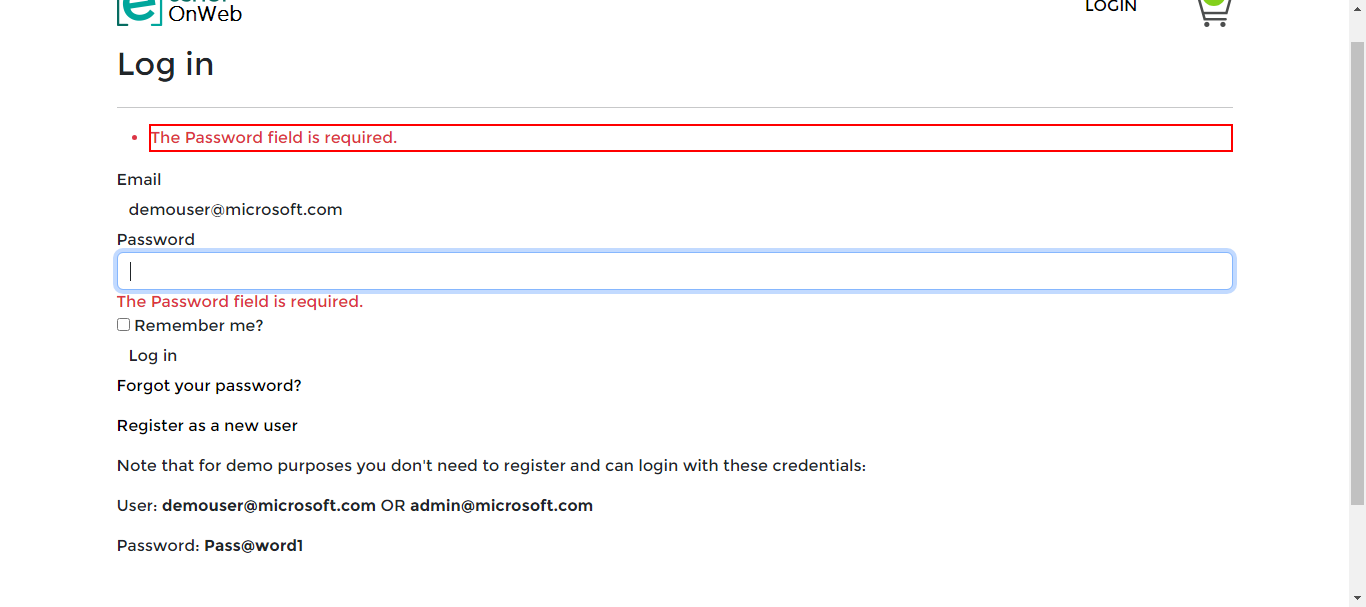 OnWeb
LOGIN
Log in
The Password field is required.
Email
demouser@microsoft.com
Password
The Password field is required.
Remember me?
Log in
Forgot your password?
Register as a new user
Note that for demo purposes you don't need to register and can login with these credentials:
User: demouser@microsoft.com OR admin@microsoft.com
Password: Pass@word1